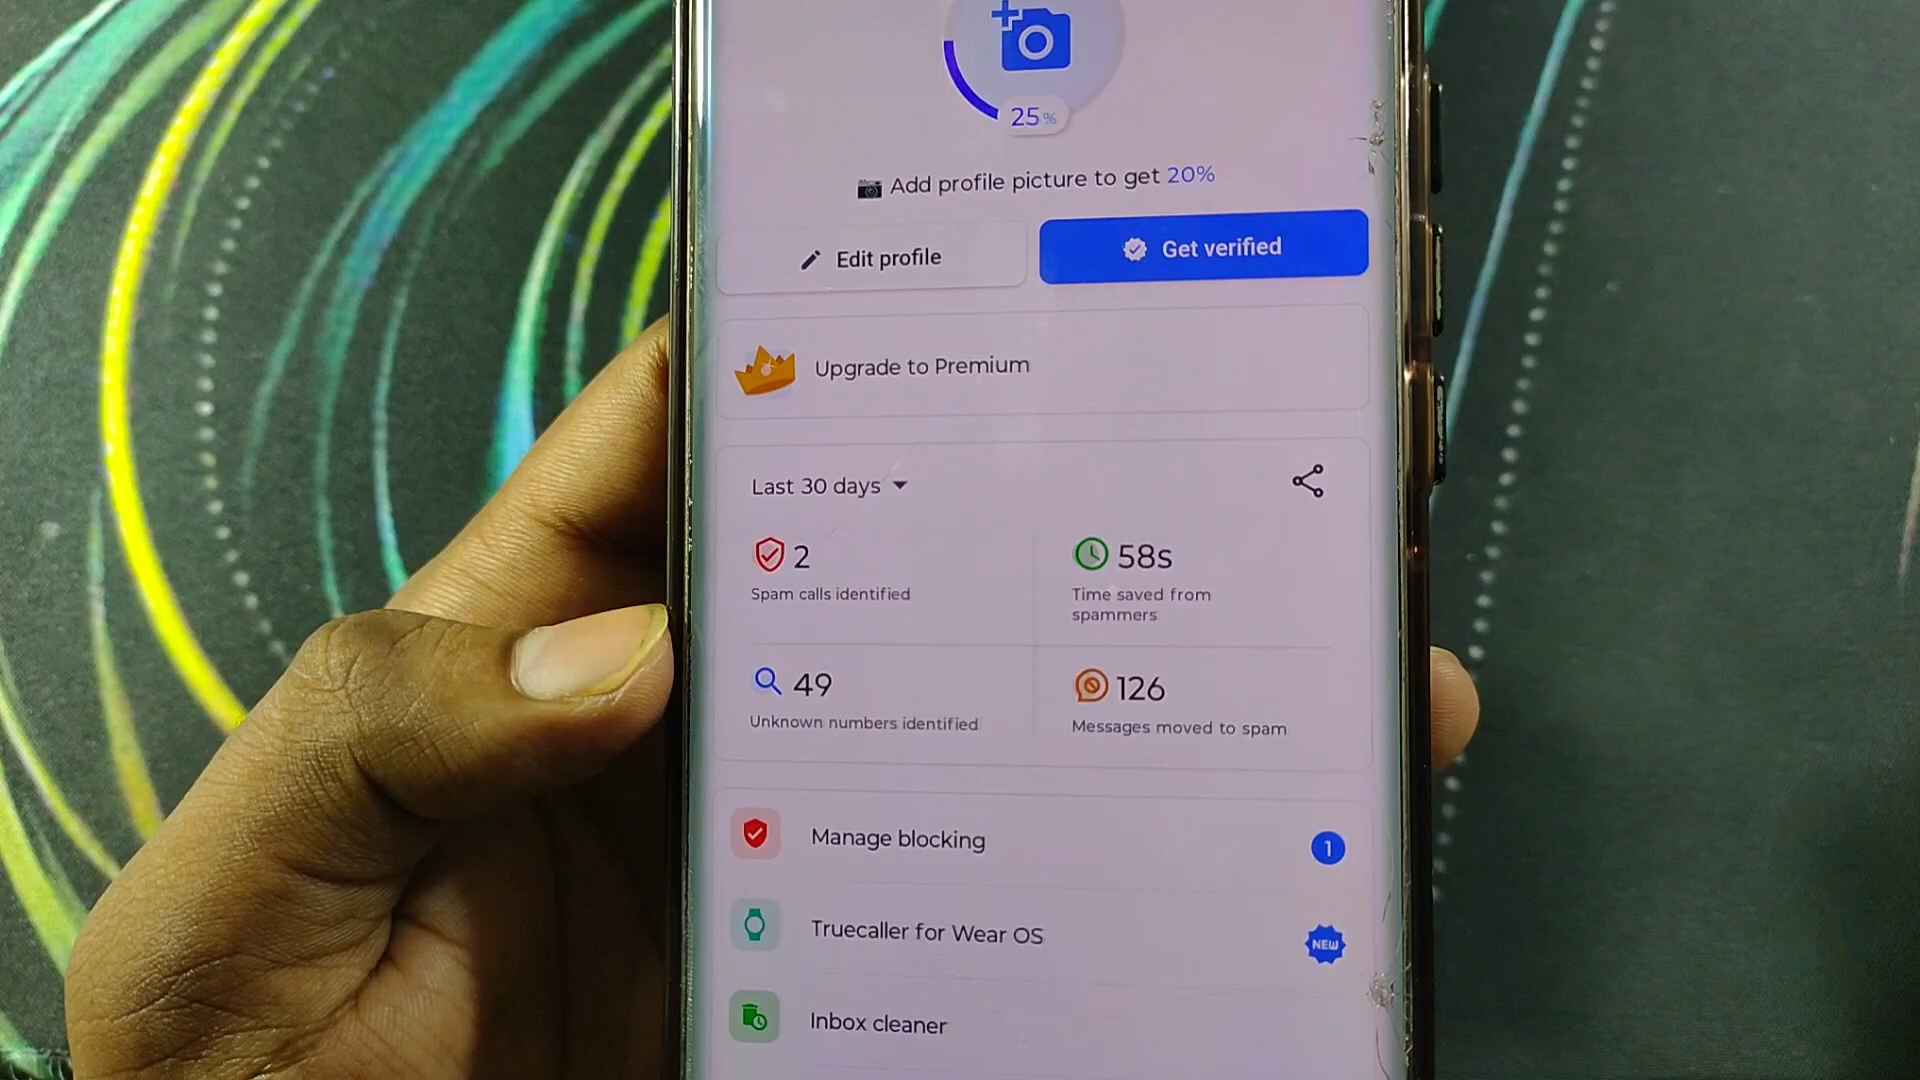 25%
Add profile picture to get 20%
Edit profile
Get verified
Upgrade to Premium
Last 30 days
2
Spam calls identified
58s
Time saved from
spammers
49
Unknown numbers identified
126
Messages moved to spam
Manage blocking
1
Truecaller for Wear OS
NEW
Inbox cleaner